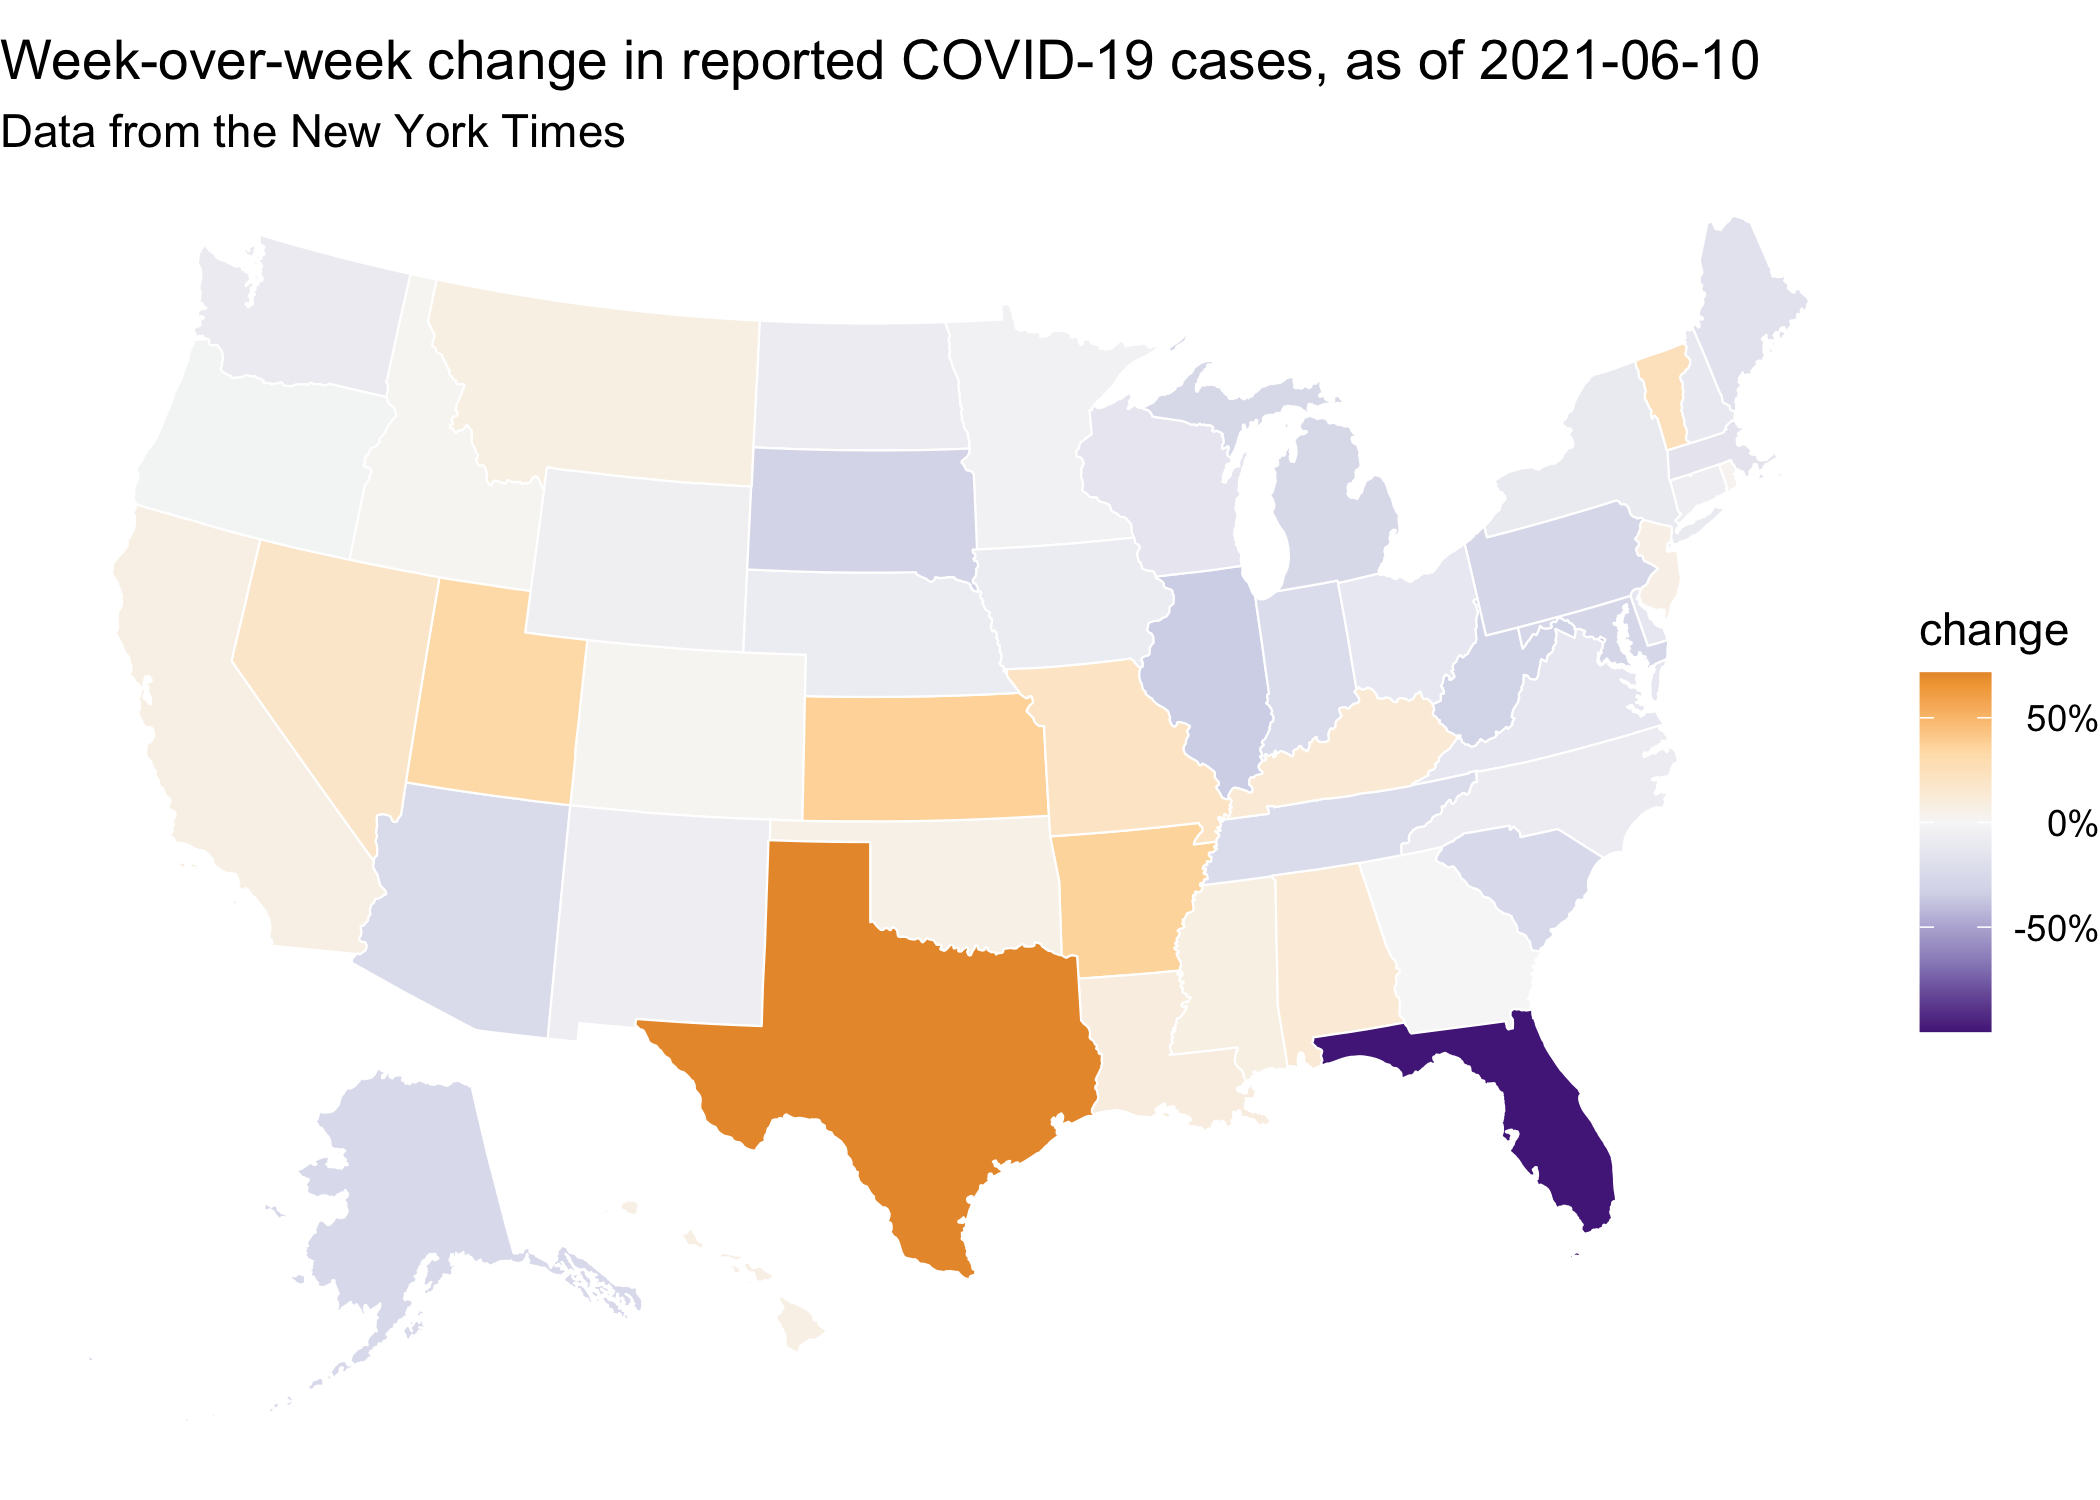 Week-over-week change in reported COVID-19 cases, as of 2021-06-10
Data from the New York Times
change
50%
0%
-50%